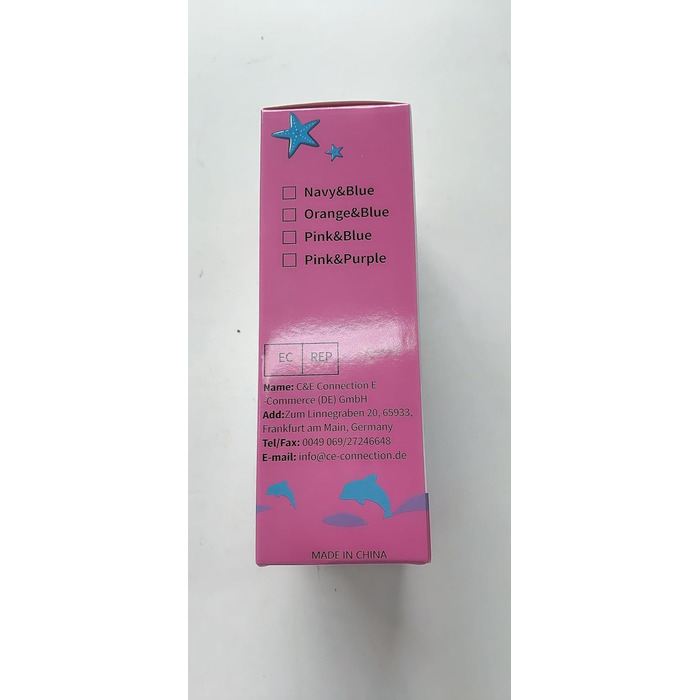 Navy&Blue
Orange&Blue
Pink&Blue
Pink&Purple
EC REP
Name: C&E Connection E
-Commerce (DE) GmbH
Add:Zum Linnegraben 20, 65933,
Frankfurt am Main, Germany
Tel/Fax: 0049 069/27246648
E-mail: info@ce-connection.de
MADE IN CHINA